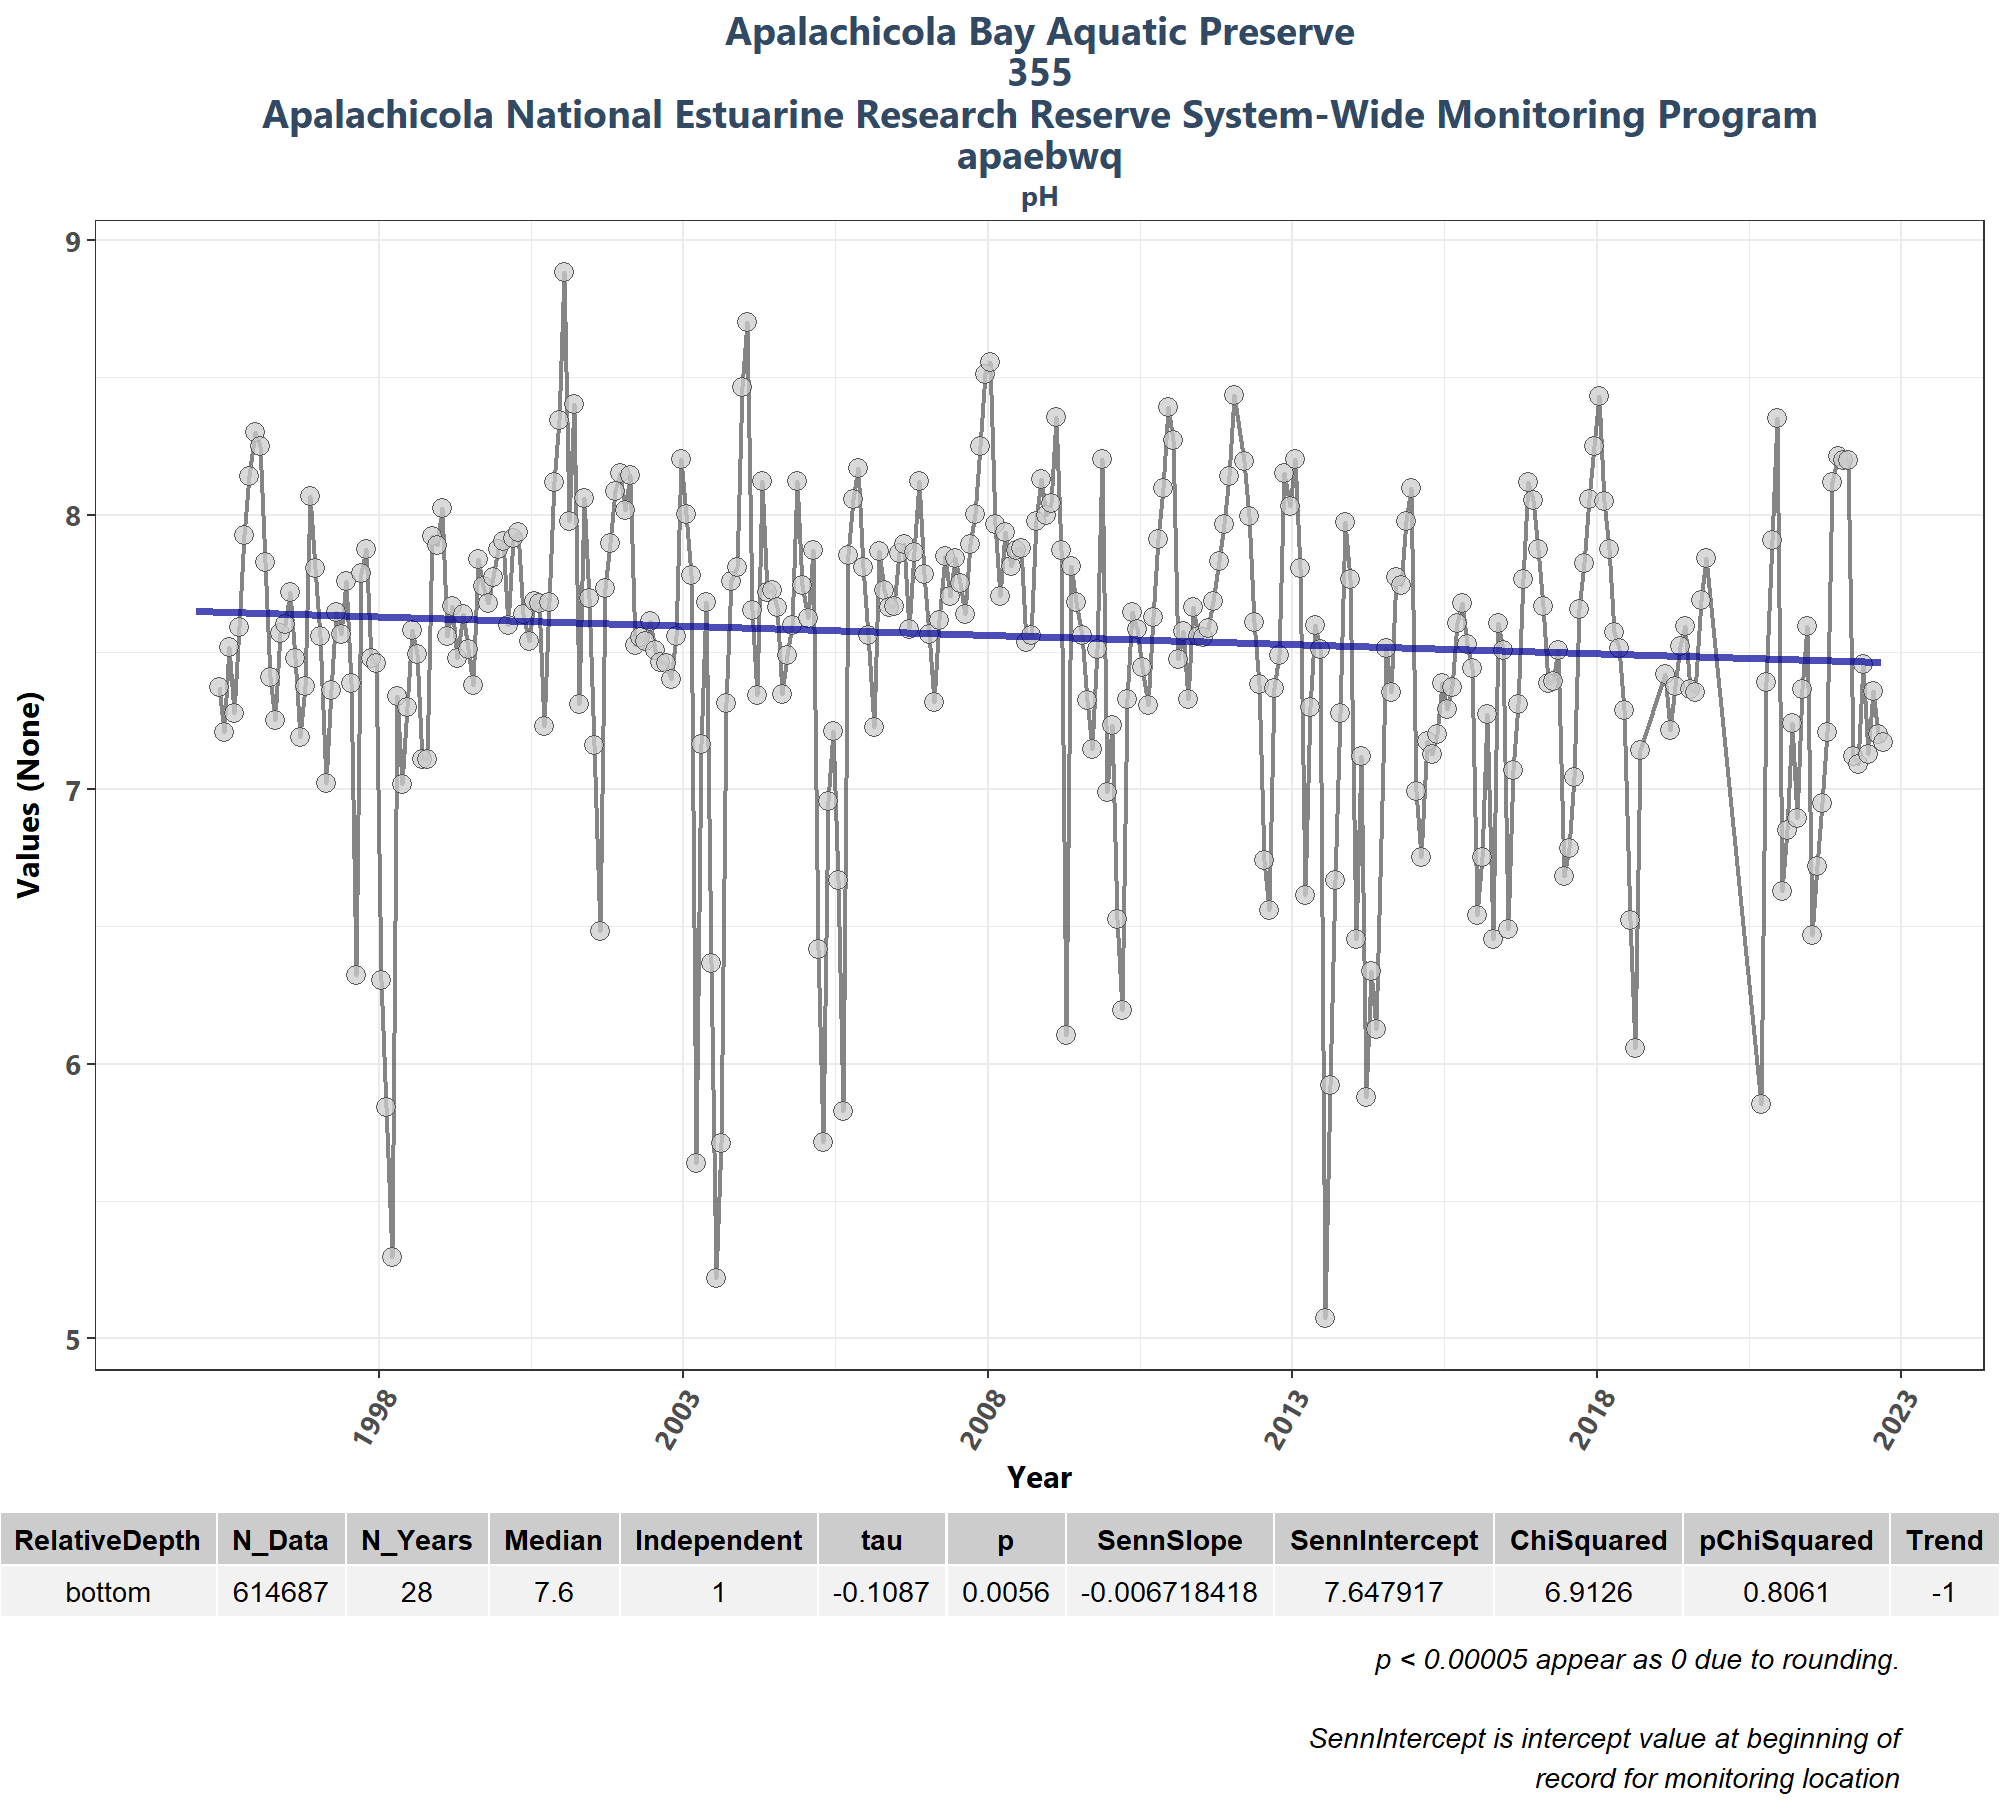 Apalachicola Bay Aquatic Preserve
355
Apalachicola National Estuarine Research Reserve System-Wide Monitoring Program
apaebwq
pH
9
8
7
6
5
Values (None)
1998
2003
2008
2013
2018
2023
Year
RelativeDepth N_Data N_Years Median Independent tau p SennSlope SennIntercept ChiSquared pChiSquared Trend
bottom 614687 28 7.6 1 -0.1087 0.0056 -0.006718418 7.647917 6.9126 0.8061 -1
p < 0.00005 appear as 0 due to rounding.
SennIntercept is intercept value at beginning of
record for monitoring location